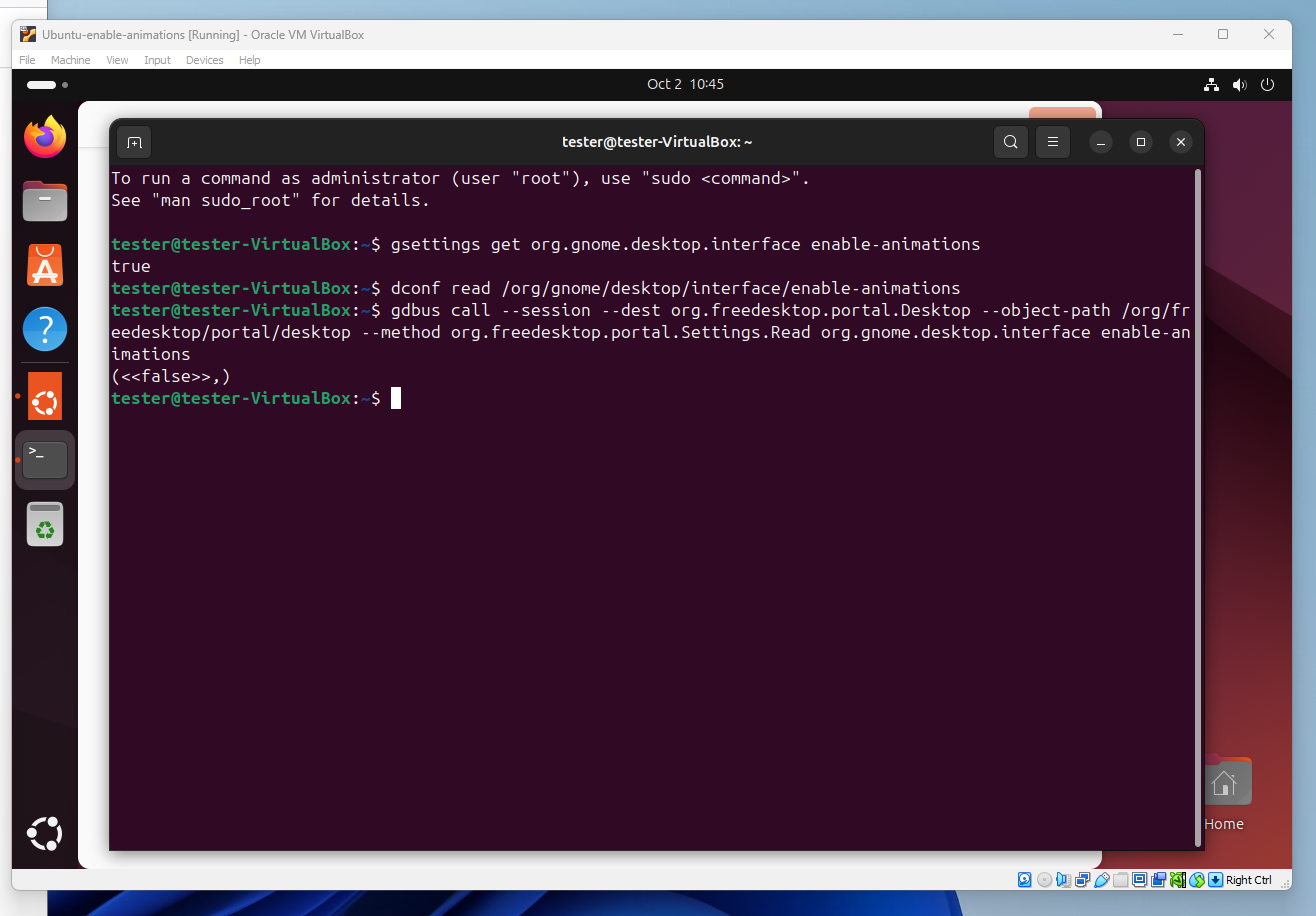 Ubuntu-enable-animations [Running] - Oracle VM VirtualBox
File Machine View Input Devices Help
Oct 2 10:45
tester@tester-VirtualBox: ~
To run a command as administrator (user "root"), use "sudo <command>".
See "man sudo_root" for details.
tester@tester-VirtualBox:~$ gsettings get org.gnome.desktop.interface enable-animations
true
tester@tester-VirtualBox:~$ dconf read /org/gnome/desktop/interface/enable-animations
tester@tester-VirtualBox:~$ gdbus call --session --dest org.freedesktop.portal.Desktop --object-path /org/fr
eedesktop/portal/desktop --method org.freedesktop.portal.Settings.Read org.gnome.desktop.interface enable-an
imations
(<<false>>,)
tester@tester-VirtualBox:~$
Home
Right Ctrl